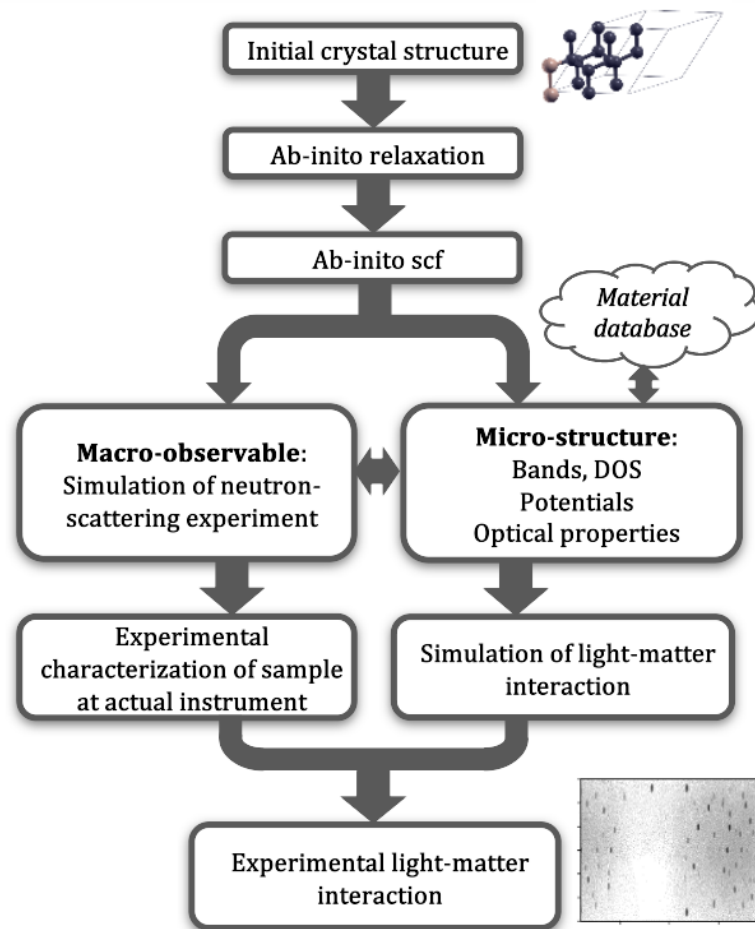 Initial crystal structure
Ab-inito relaxation
Ab-inito scf
Material
database
Macro-observable:
Simulation of neutron-
scattering experiment
Micro-structure:
Bands, DOS
Potentials
Optical properties
Experimental
characterization of sample
at actual instrument
Simulation of light-matter
interaction
Experimental light-matter
interaction